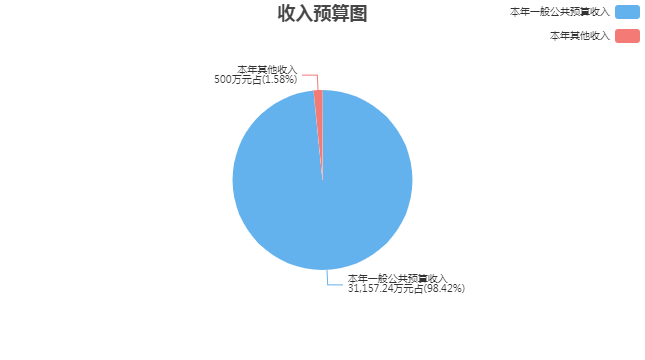 收入预算图
本年一般公共预算收入
本年其他收入
本年其他收入
500万元占(1.58%)
本年一般公共预算收入
31,157.24万元占(98.42%)